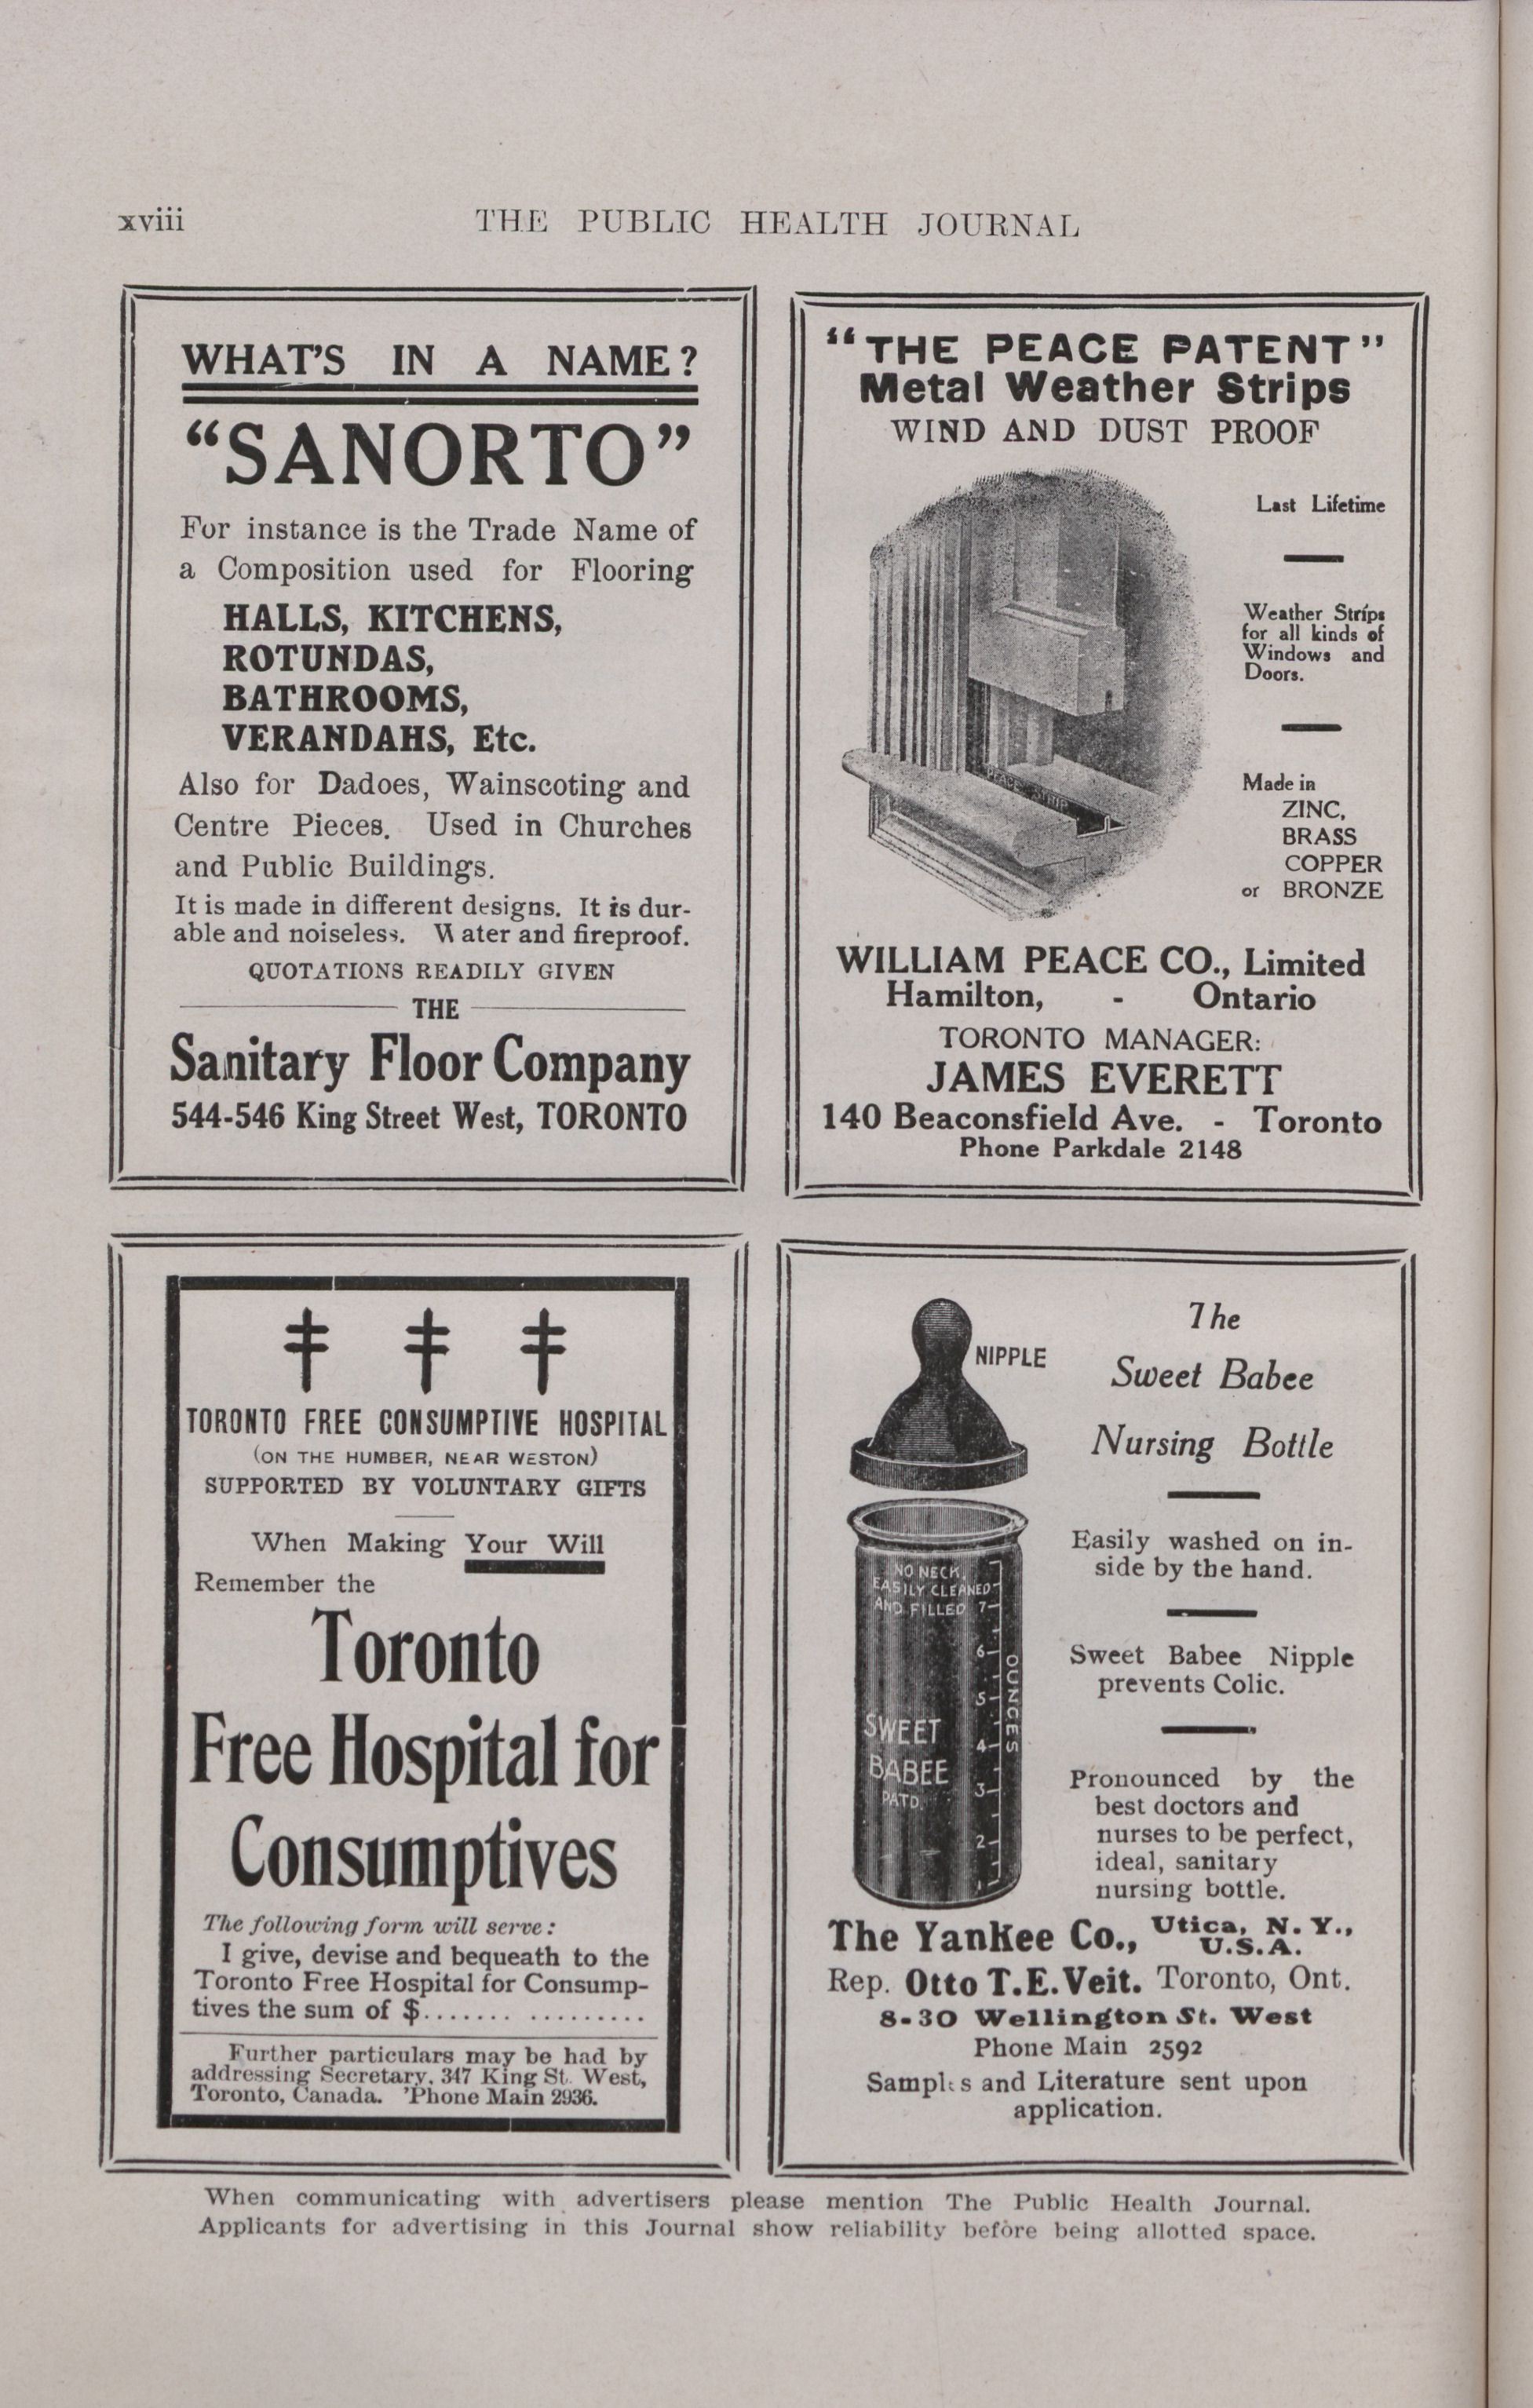 xviii THE PUBLIC HEALTH JOURNAL
WHAT'S IN A NAME?
“SANORTO”
For instance is the Trade Name of
a Composition used for Flooring
HALLS, KITCHENS,
ROTUNDAS,
BATHROOMS,
VERANDAHS, Etc.
Also for Dadoes, Wainscoting and
Centre Pieces. Used in Churches
and Public Buildings.
It is made in different designs. It is dur-
able and noiseless. Water and fireproof.
QUOTATIONS READILY GIVEN
THE
Sanitary Floor Company
544-546 King Street West, TORONTO
“THE PEACE PATENT”
Metal Weather Strips
WIND AND DUST PROOF
Last Lifetime
Weather Strips
for all kinds of
Windows and
Doors.
PEACE STRIP
Made in
ZINC,
BRASS
COPPER
or BRONZE
WILLIAM PEACE CO., Limited
Hamilton, - Ontario
TORONTO MANAGER:
JAMES EVERETT
140 Beaconsfield Ave. - Toronto
Phone Parkdale 2148
TORONTO FREE CONSUMPTIVE HOSPITAL
(ON THE HUMBER, NEAR WESTON)
SUPPORTED BY VOLUNTARY GIFTS
When Making Your Will
Remember the
Toronto
Free Hospital for
Consumptives
The following form will serve:
I give, devise and bequeath to the
Toronto Free Hospital for Consump-
tives the sum of $....... .........
Further particulars may be had by
addressing Secretary, 347 King St. West,
Toronto, Canada. 'Phone Main 2936.
NIPPLE
NO NECK,
EASILY CLEANED
AND FILLED 7
6
5
4
3
2
1
OUNCES
SWEET
BABEE
PATD.
The
Sweet Babee
Nursing Bottle
Easily washed on in-
side by the hand.
Sweet Babee Nipple
prevents Colic.
Pronounced by the
best doctors and
nurses to be perfect,
ideal, sanitary
nursing bottle.
The Yankee Co., Utica, N. Y.,
U.S.A.
Rep. Otto T.E. Veit. Toronto, Ont.
8-30 Wellington St. West
Phone Main 2592
Samples and Literature sent upon
application.
When communicating with advertisers please mention The Public Health Journal.
Applicants for advertising in this Journal show reliability before being allotted space.